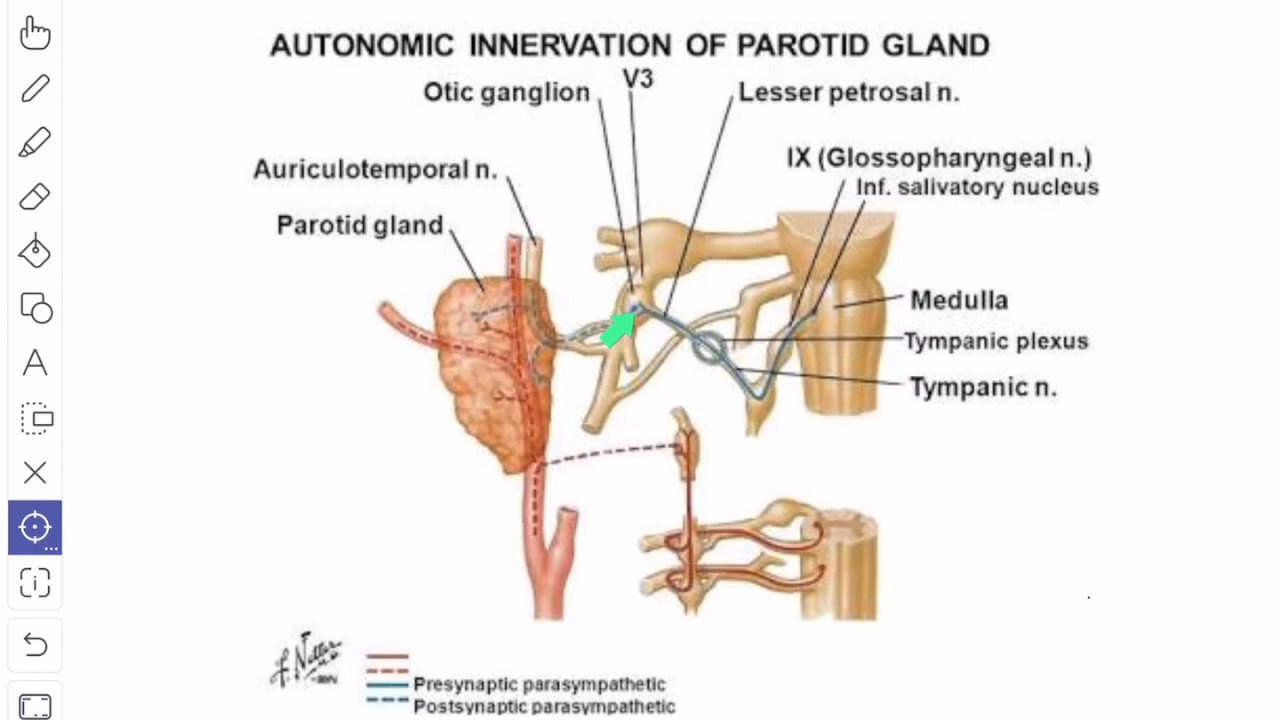 AUTONOMIC INNERVATION OF PAROTID GLAND
V3
Otic ganglion
Lesser petrosal n.
IX (Glossopharyngeal n.)
Auriculotemporal n.
Inf. salivatory nucleus
Parotid gland
Medulla
Tympanic plexus
Tympanic n.
A
Presynaptic parasympathetic
Postsynaptic parasympathetic